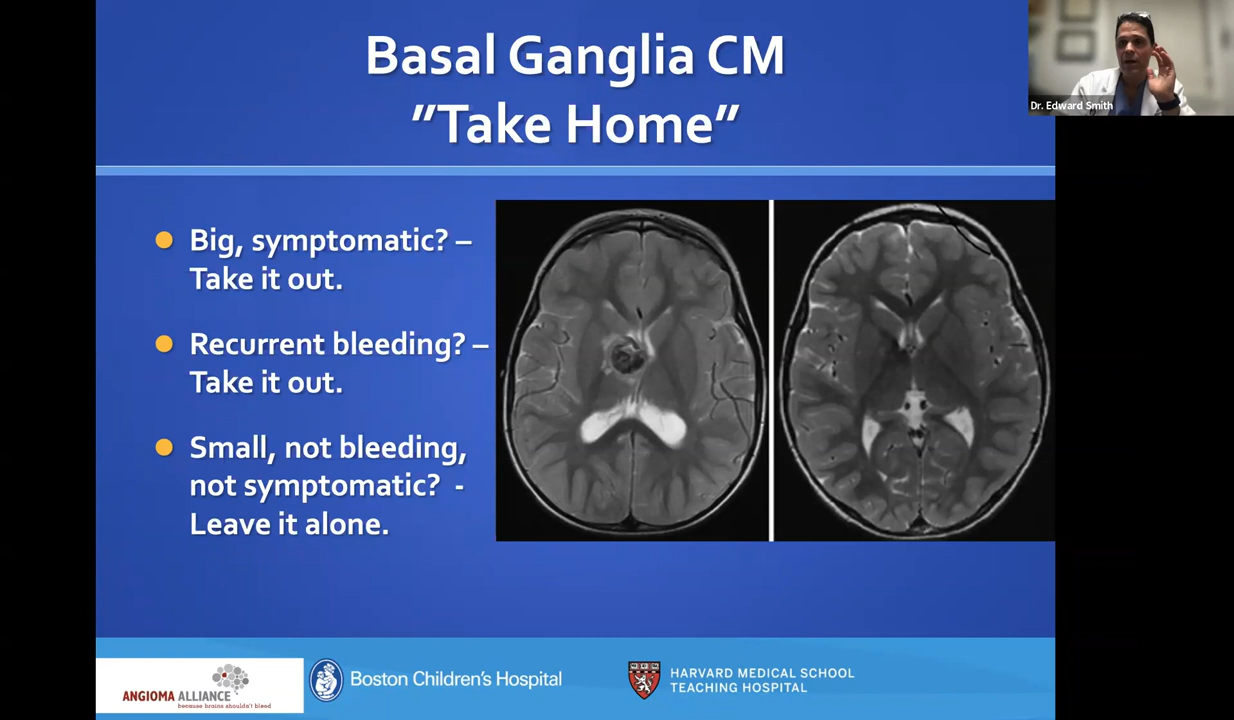 Basal Ganglia CM
"Take Home"
Dr. Edward Smith
Big, symptomatic? –
Take it out.
Recurrent bleeding? –
Take it out.
Small, not bleeding,
not symptomatic? -
Leave it alone.
ANGIOMA ALLIANCE
because brains shouldn't bleed
Boston Children's Hospital
HARVARD MEDICAL SCHOOL
TEACHING HOSPITAL